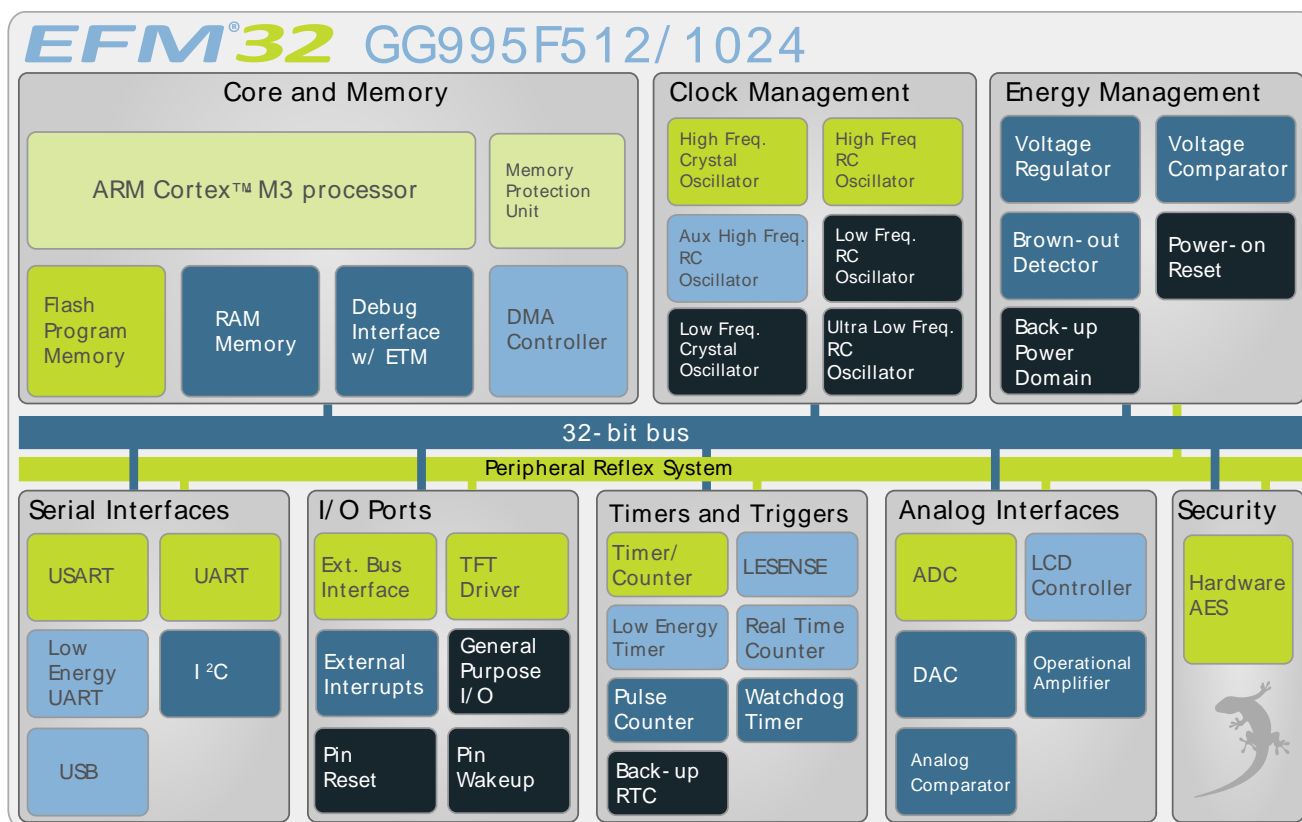 EFM®32 GG995F512/1024
Core and Memory
ARM Cortex™ M3 processor
Memory
Protection
Unit
Flash
Program
Memory
RAM
Memory
Debug
Interface
w/ ETM
DMA
Controller
Clock Management
High Freq.
Crystal
Oscillator
High Freq
RC
Oscillator
Aux High Freq.
RC
Oscillator
Low Freq.
RC
Oscillator
Low Freq.
Crystal
Oscillator
Ultra Low Freq.
RC
Oscillator
Energy Management
Voltage
Regulator
Voltage
Comparator
Brown-out
Detector
Power-on
Reset
Back-up
Power
Domain
32-bit bus
Peripheral Reflex System
Serial Interfaces
USART
UART
Low
Energy
UART
I²C
USB
I/O Ports
Ext. Bus
Interface
TFT
Driver
External
Interrupts
General
Purpose
I/O
Pin
Reset
Pin
Wakeup
Timers and Triggers
Timer/
Counter
LESENSE
Low Energy
Timer
Real Time
Counter
Pulse
Counter
Watchdog
Timer
Back-up
RTC
Analog Interfaces
ADC
LCD
Controller
DAC
Operational
Amplifier
Analog
Comparator
Security
Hardware
AES